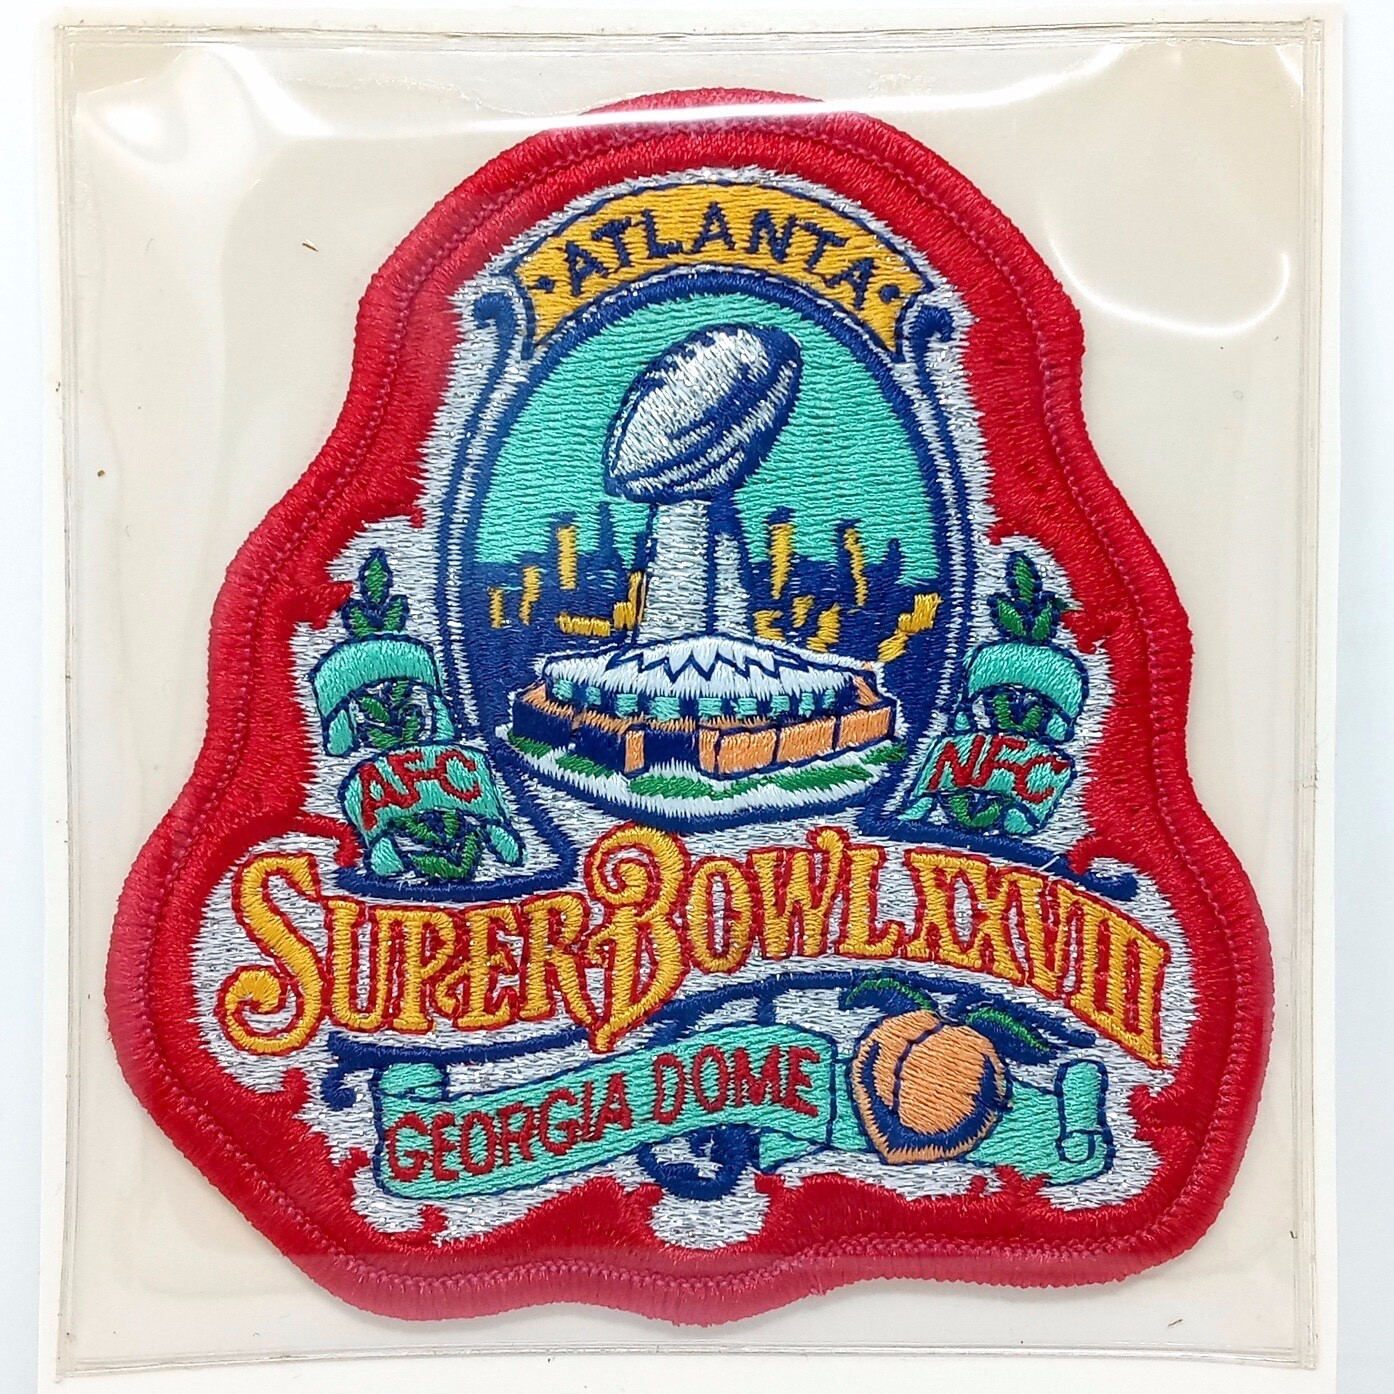 ·ATLANTA·
AFC
NFC
SUPER BOWL XXVIII
GEORGIA DOME